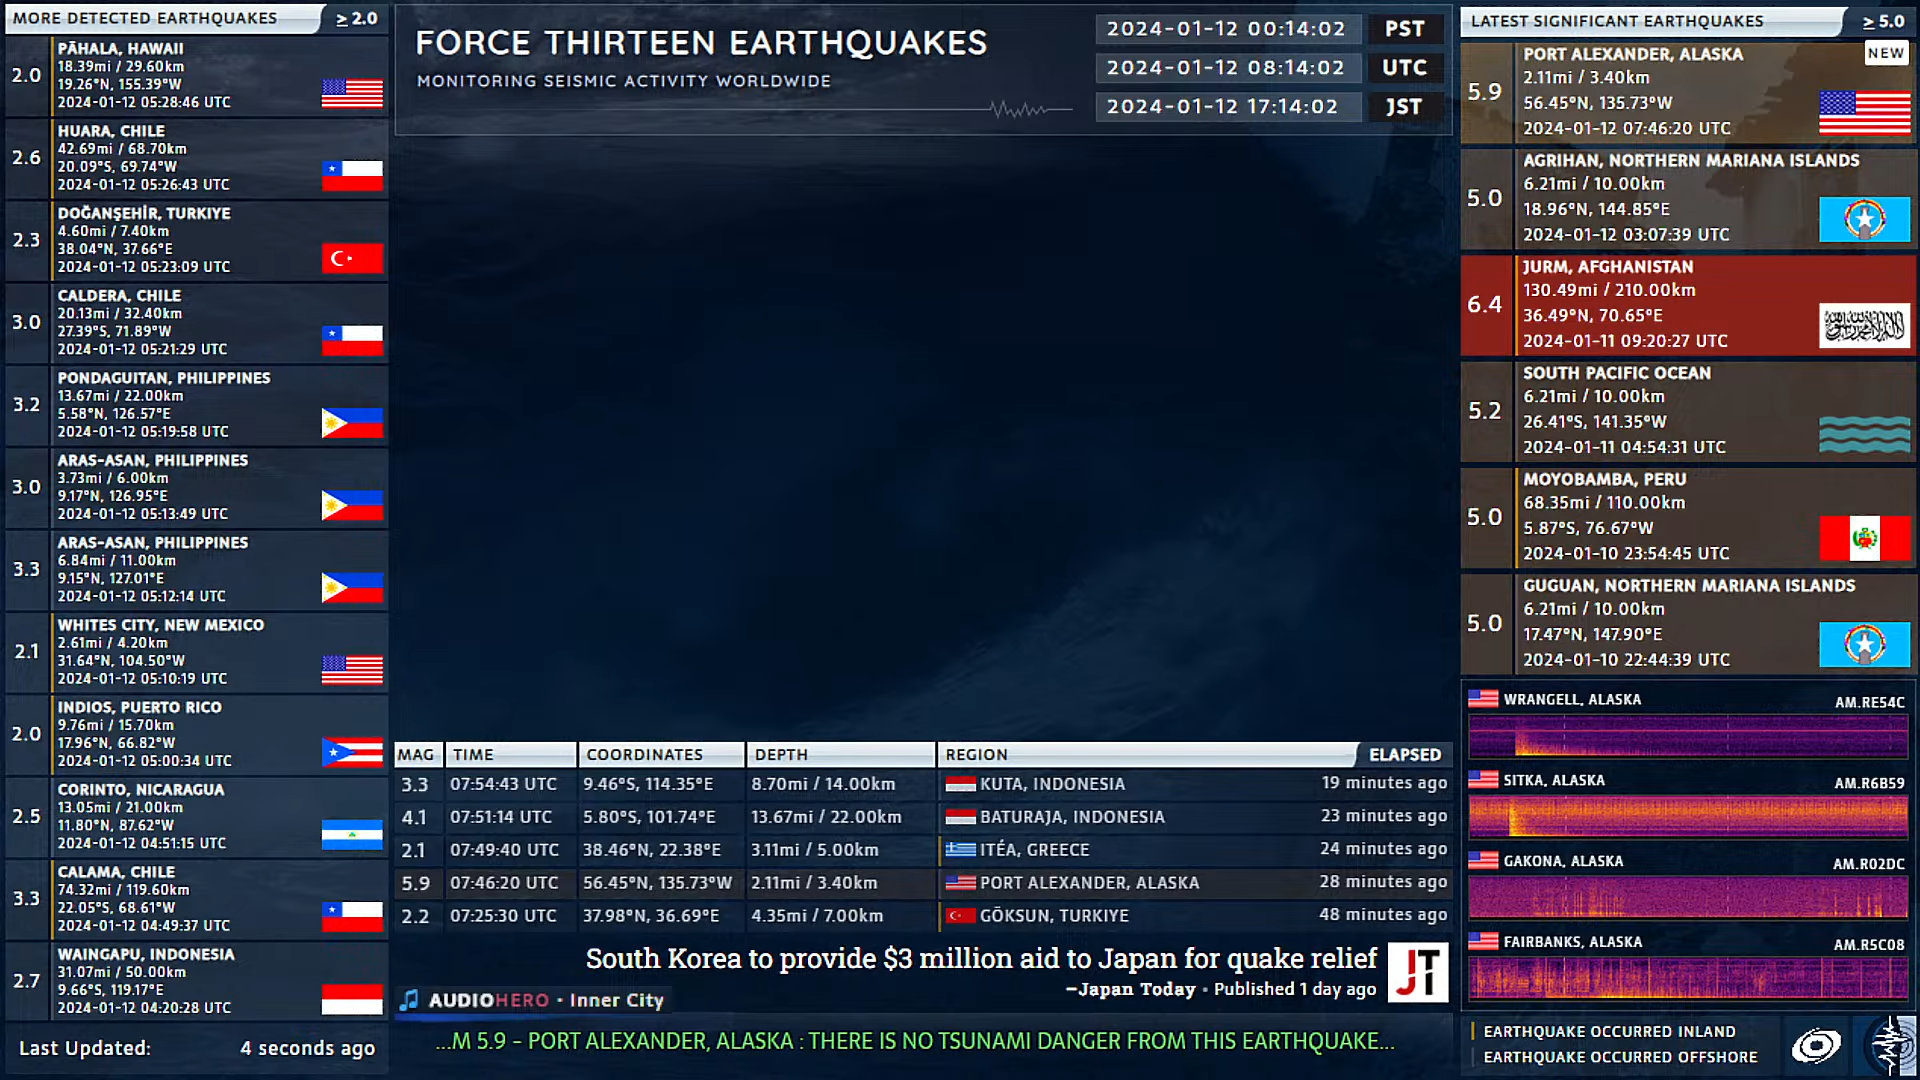 MORE DETECTED EARTHQUAKES ≥ 2.0
2.0
PĀHALA, HAWAII
18.39mi / 29.60km
19.26°N, 155.39°W
2024-01-12 05:28:46 UTC
2.6
HUARA, CHILE
42.69mi / 68.70km
20.09°S, 69.74°W
2024-01-12 05:26:43 UTC
2.3
DOĞANŞEHİR, TURKIYE
4.60mi / 7.40km
38.04°N, 37.66°E
2024-01-12 05:23:09 UTC
3.0
CALDERA, CHILE
20.13mi / 32.40km
27.39°S, 71.89°W
2024-01-12 05:21:29 UTC
3.2
PONDAGUITAN, PHILIPPINES
13.67mi / 22.00km
5.58°N, 126.57°E
2024-01-12 05:19:58 UTC
3.0
ARAS-ASAN, PHILIPPINES
3.73mi / 6.00km
9.17°N, 126.95°E
2024-01-12 05:13:49 UTC
3.3
ARAS-ASAN, PHILIPPINES
6.84mi / 11.00km
9.15°N, 127.01°E
2024-01-12 05:12:14 UTC
2.1
WHITES CITY, NEW MEXICO
2.61mi / 4.20km
31.64°N, 104.50°W
2024-01-12 05:10:19 UTC
2.0
INDIOS, PUERTO RICO
9.76mi / 15.70km
17.96°N, 66.82°W
2024-01-12 05:00:34 UTC
2.5
CORINTO, NICARAGUA
13.05mi / 21.00km
11.80°N, 87.62°W
2024-01-12 04:51:15 UTC
3.3
CALAMA, CHILE
74.32mi / 119.60km
22.05°S, 68.61°W
2024-01-12 04:49:37 UTC
2.7
WAINGAPU, INDONESIA
31.07mi / 50.00km
9.66°S, 119.17°E
2024-01-12 04:20:28 UTC
Last Updated: 4 seconds ago
FORCE THIRTEEN EARTHQUAKES
MONITORING SEISMIC ACTIVITY WORLDWIDE
2024-01-12 00:14:02 PST
2024-01-12 08:14:02 UTC
2024-01-12 17:14:02 JST
MAG TIME COORDINATES DEPTH REGION ELAPSED
3.3 07:54:43 UTC 9.46°S, 114.35°E 8.70mi / 14.00km KUTA, INDONESIA 19 minutes ago
4.1 07:51:14 UTC 5.80°S, 101.74°E 13.67mi / 22.00km BATURAJA, INDONESIA 23 minutes ago
2.1 07:49:40 UTC 38.46°N, 22.38°E 3.11mi / 5.00km ITÉA, GREECE 24 minutes ago
5.9 07:46:20 UTC 56.45°N, 135.73°W 2.11mi / 3.40km PORT ALEXANDER, ALASKA 28 minutes ago
2.2 07:25:30 UTC 37.98°N, 36.69°E 4.35mi / 7.00km GÖKSUN, TURKIYE 48 minutes ago
South Korea to provide $3 million aid to Japan for quake relief
–Japan Today • Published 1 day ago
JT
AUDIOHERO • Inner City
...M 5.9 - PORT ALEXANDER, ALASKA : THERE IS NO TSUNAMI DANGER FROM THIS EARTHQUAKE...
LATEST SIGNIFICANT EARTHQUAKES ≥ 5.0
5.9
PORT ALEXANDER, ALASKA NEW
2.11mi / 3.40km
56.45°N, 135.73°W
2024-01-12 07:46:20 UTC
5.0
AGRIHAN, NORTHERN MARIANA ISLANDS
6.21mi / 10.00km
18.96°N, 144.85°E
2024-01-12 03:07:39 UTC
6.4
JURM, AFGHANISTAN
130.49mi / 210.00km
36.49°N, 70.65°E
2024-01-11 09:20:27 UTC
5.2
SOUTH PACIFIC OCEAN
6.21mi / 10.00km
26.41°S, 141.35°W
2024-01-11 04:54:31 UTC
5.0
MOYOBAMBA, PERU
68.35mi / 110.00km
5.87°S, 76.67°W
2024-01-10 23:54:45 UTC
5.0
GUGUAN, NORTHERN MARIANA ISLANDS
6.21mi / 10.00km
17.47°N, 147.90°E
2024-01-10 22:44:39 UTC
WRANGELL, ALASKA AM.RE54C
SITKA, ALASKA AM.R6B59
GAKONA, ALASKA AM.R02DC
FAIRBANKS, ALASKA AM.R5C08
EARTHQUAKE OCCURRED INLAND
EARTHQUAKE OCCURRED OFFSHORE